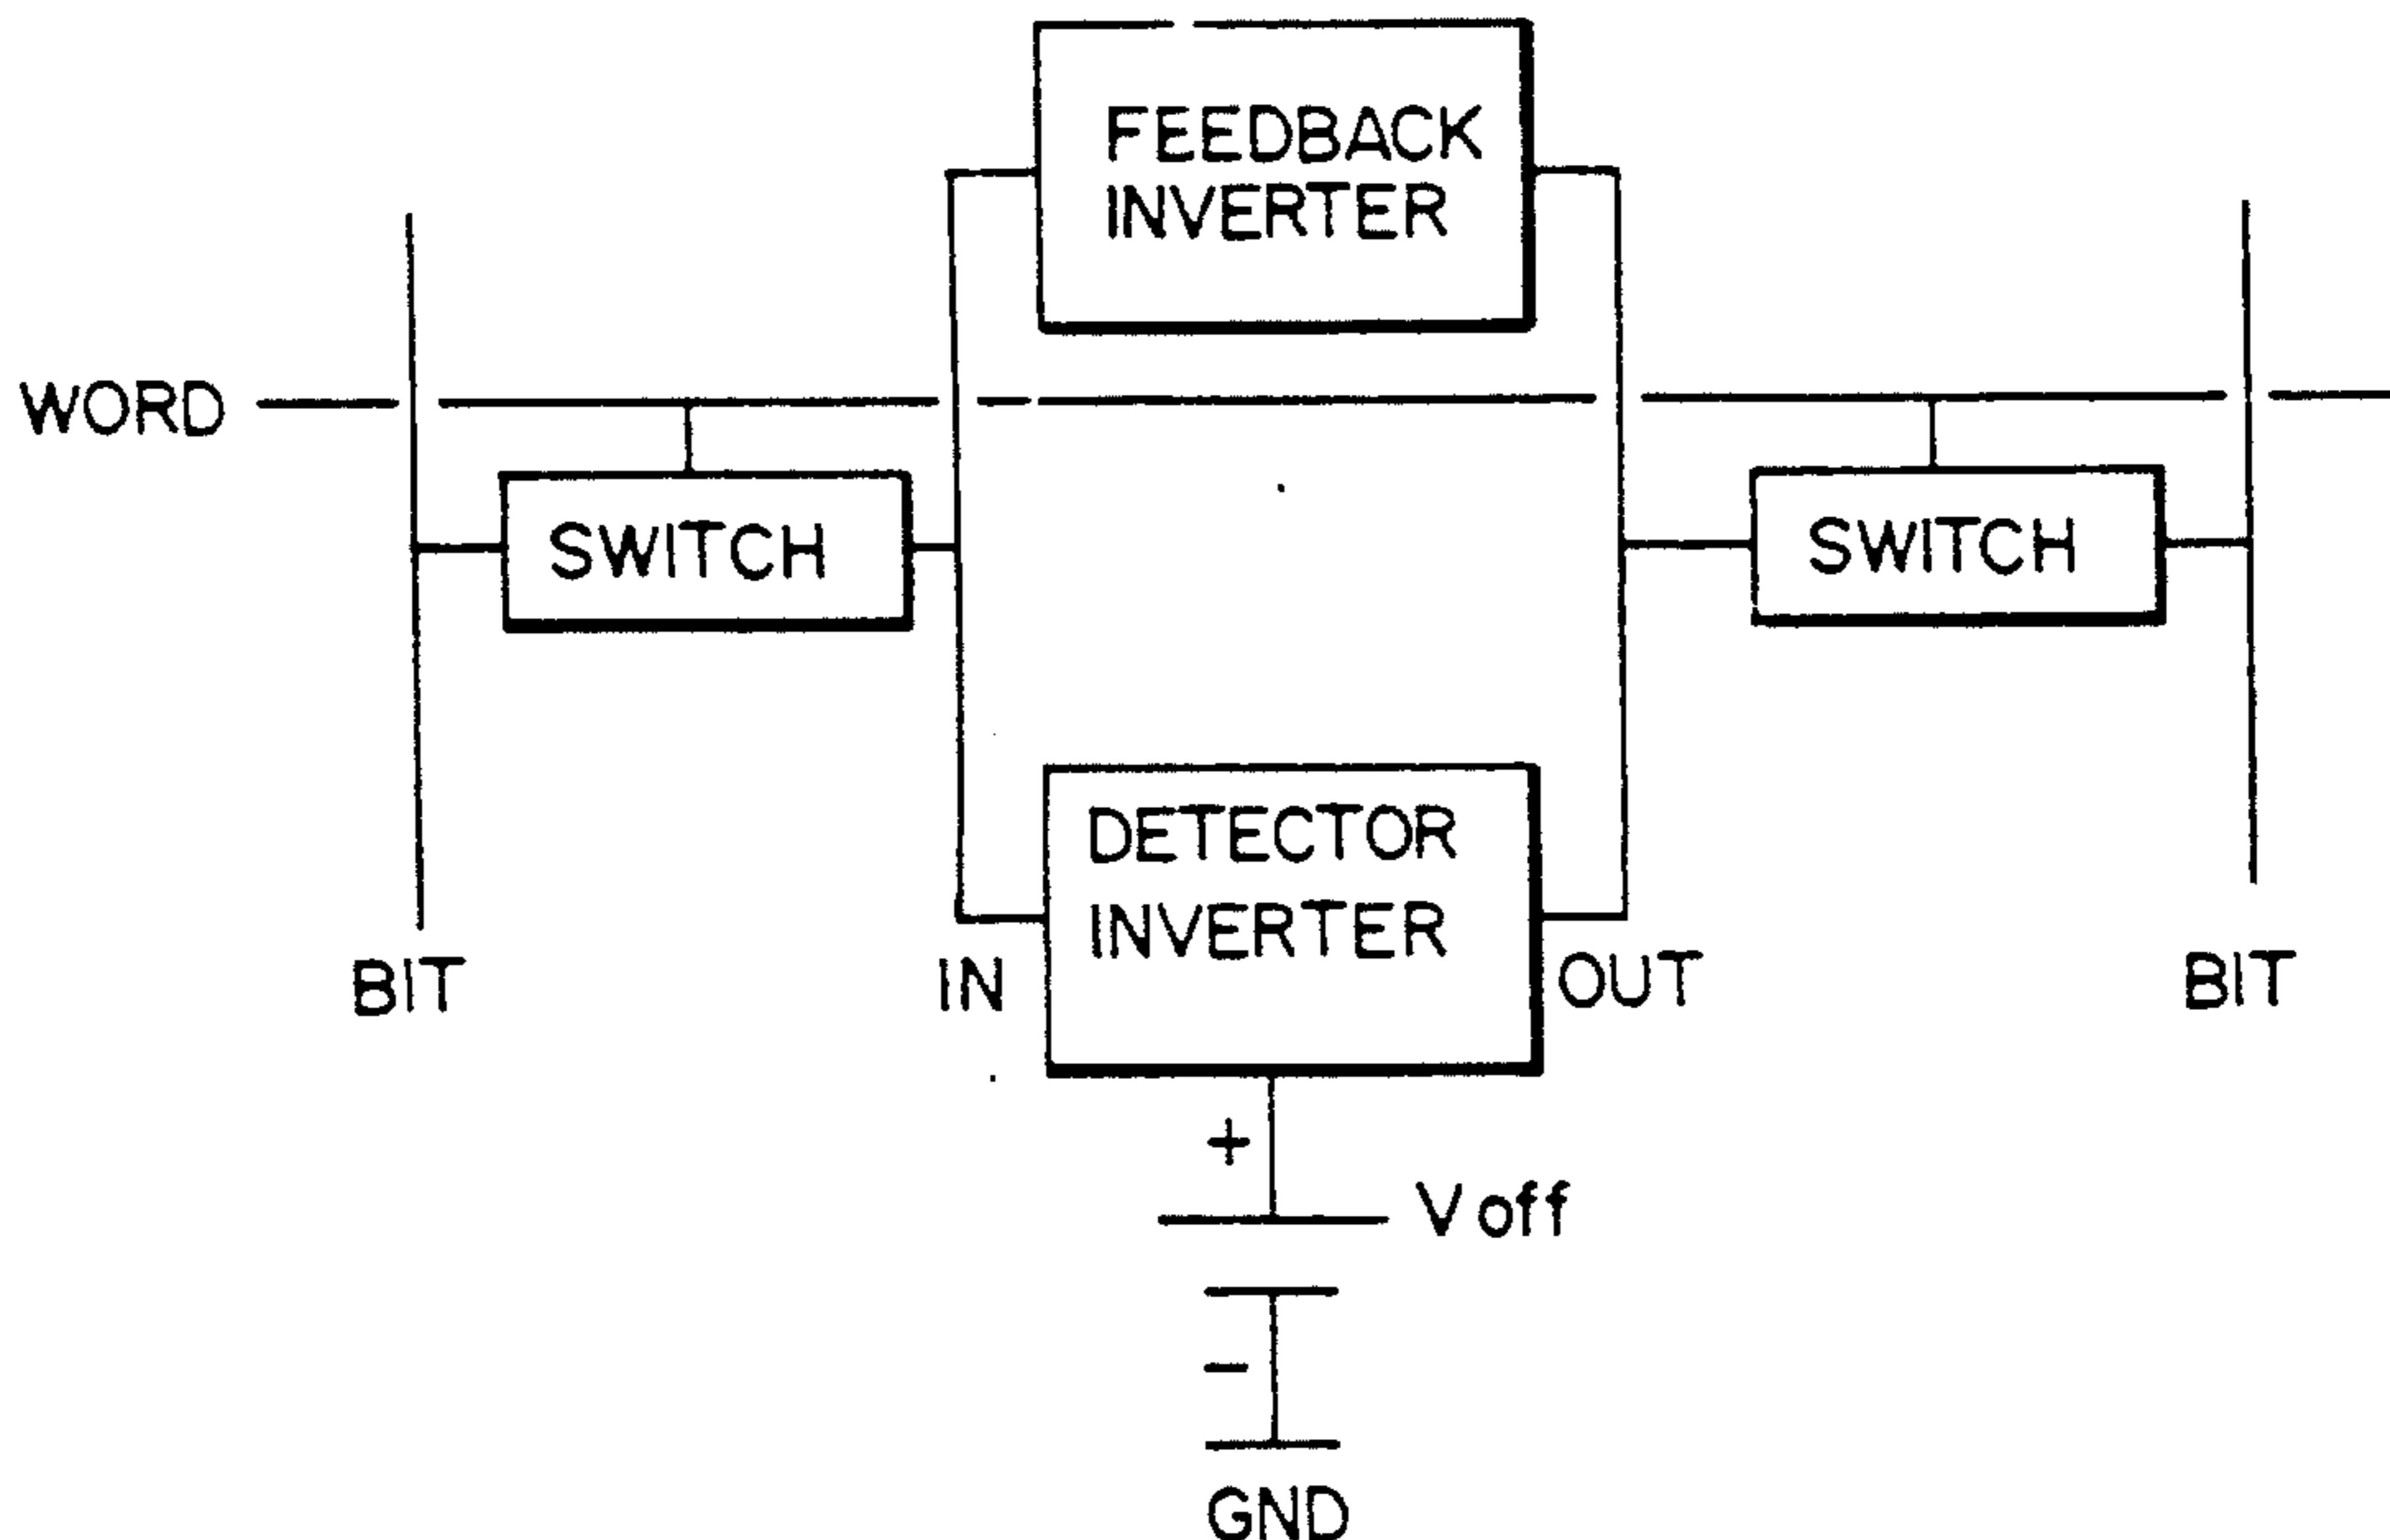 FEEDBACK
INVERTER
WORD
SWITCH
SWITCH
DETECTOR
INVERTER
BIT
IN
OUT
BIT
+
Voff
-
GND